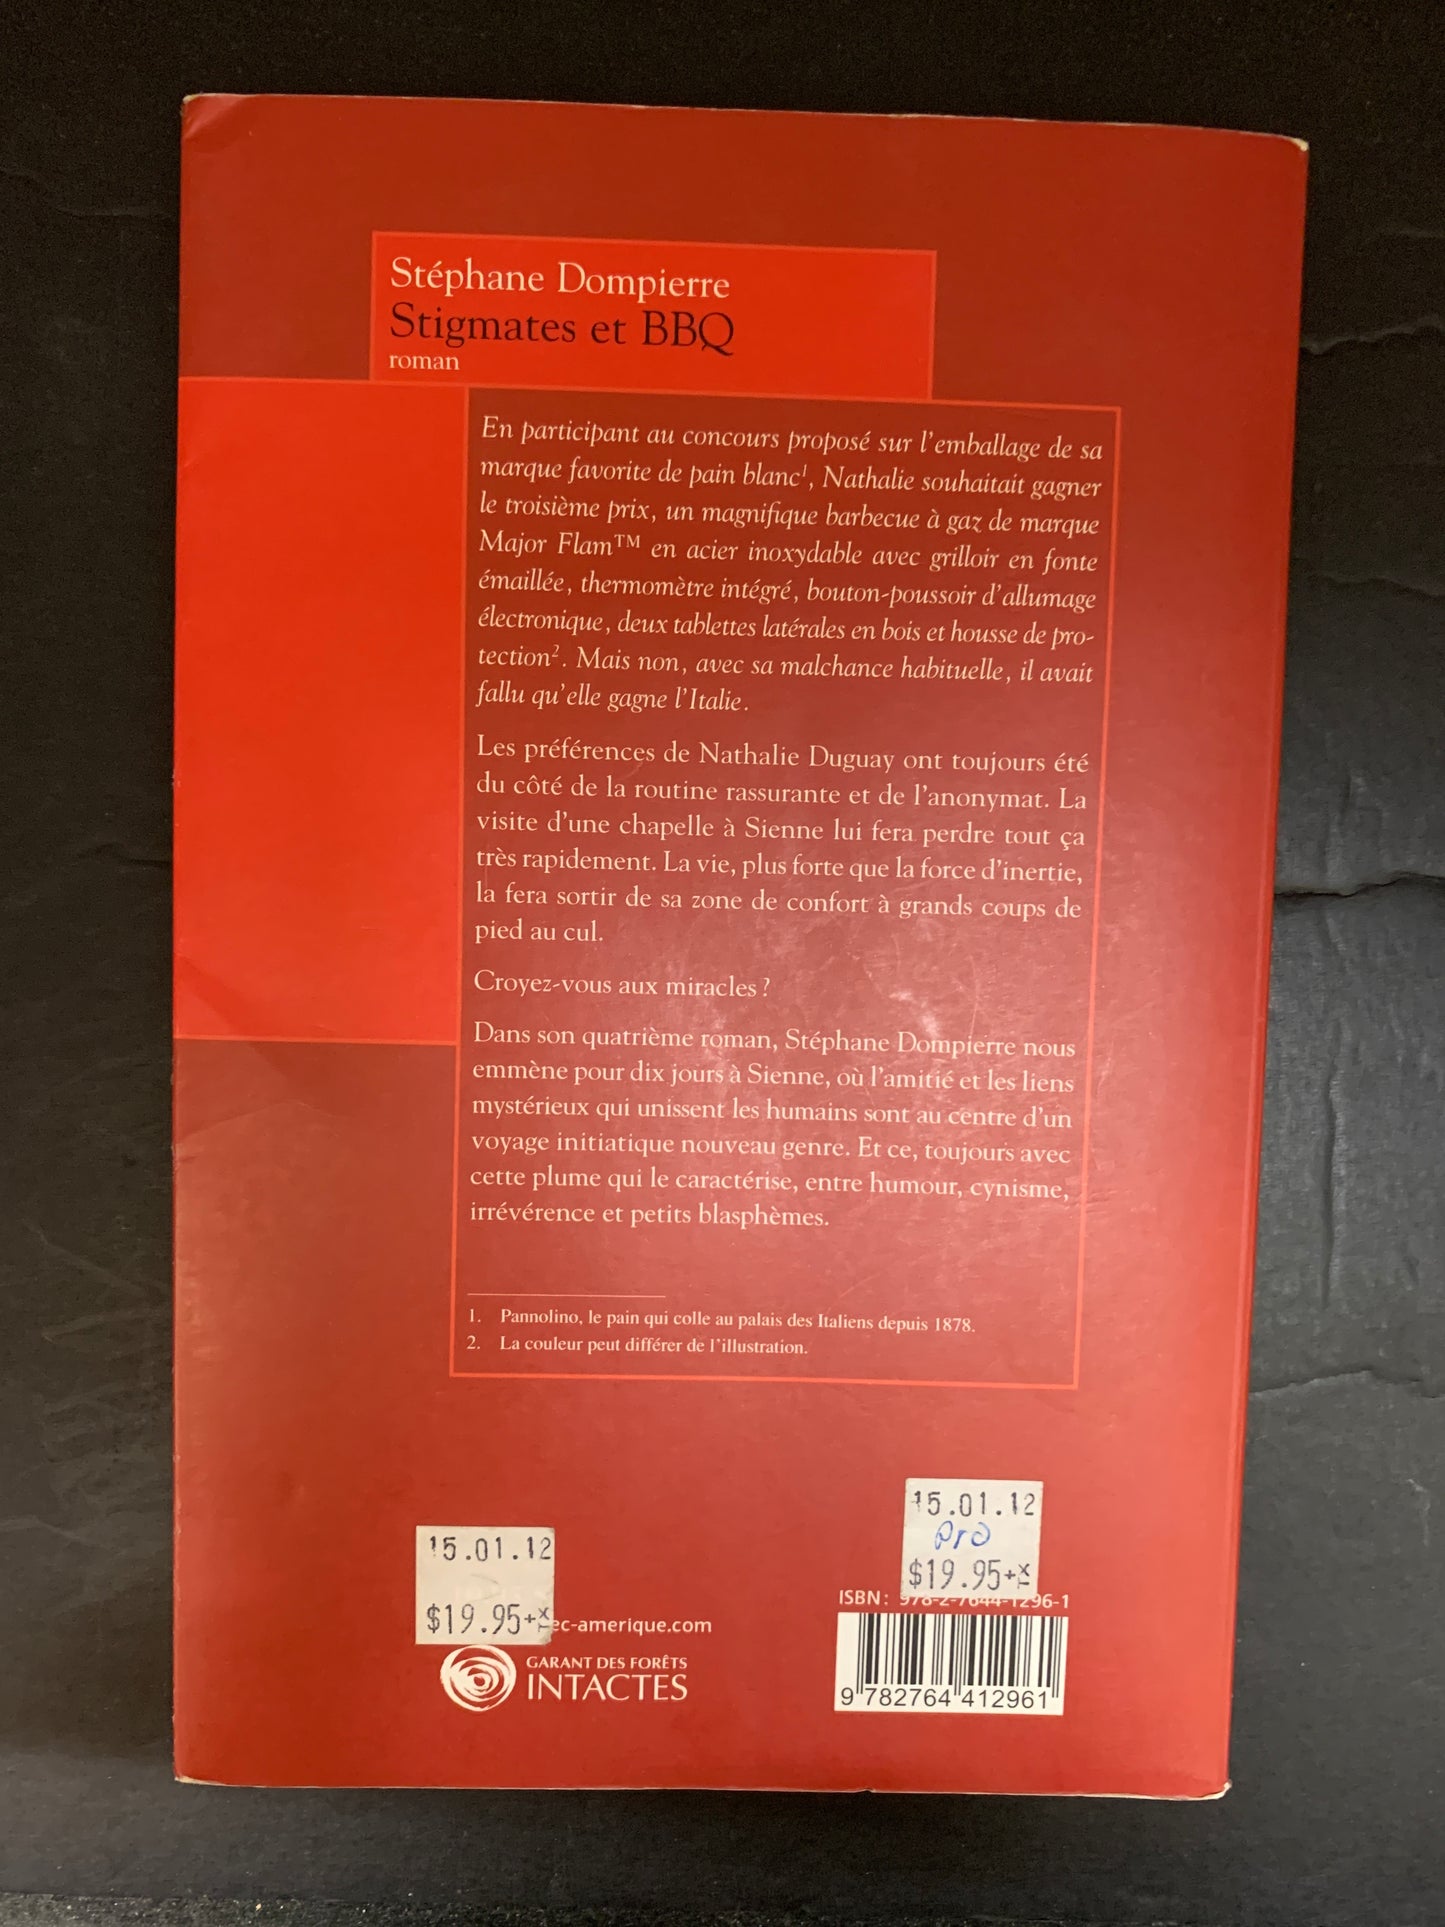 Stéphane Dompierre
Stigmates et BBQ
roman
En participant au concours proposé sur l'emballage de sa
marque favorite de pain blanc¹, Nathalie souhaitait gagner
le troisième prix, un magnifique barbecue à gaz de marque
Major Flam™ en acier inoxydable avec grilloir en fonte
émaillée, thermomètre intégré, bouton-poussoir d'allumage
électronique, deux tablettes latérales en bois et housse de pro-
tection². Mais non, avec sa malchance habituelle, il avait
fallu qu'elle gagne l'Italie.
Les préférences de Nathalie Duguay ont toujours été
du côté de la routine rassurante et de l'anonymat. La
visite d'une chapelle à Sienne lui fera perdre tout ça
très rapidement. La vie, plus forte que la force d'inertie,
la fera sortir de sa zone de confort à grands coups de
pied au cul.
Croyez-vous aux miracles ?
Dans son quatrième roman, Stéphane Dompierre nous
emmène pour dix jours à Sienne, où l'amitié et les liens
mystérieux qui unissent les humains sont au centre d'un
voyage initiatique nouveau genre. Et ce, toujours avec
cette plume qui le caractérise, entre humour, cynisme,
irrévérence et petits blasphèmes.
1. Pannolino, le pain qui colle au palais des Italiens depuis 1878.
2. La couleur peut différer de l'illustration.
15.01.12
$19.95+
ec-amerique.com
GARANT DES FORÊTS
INTACTES
15.01.12
Pro
$19.95+
ISBN : 978-2-7644-1296-1
9 782764 412961